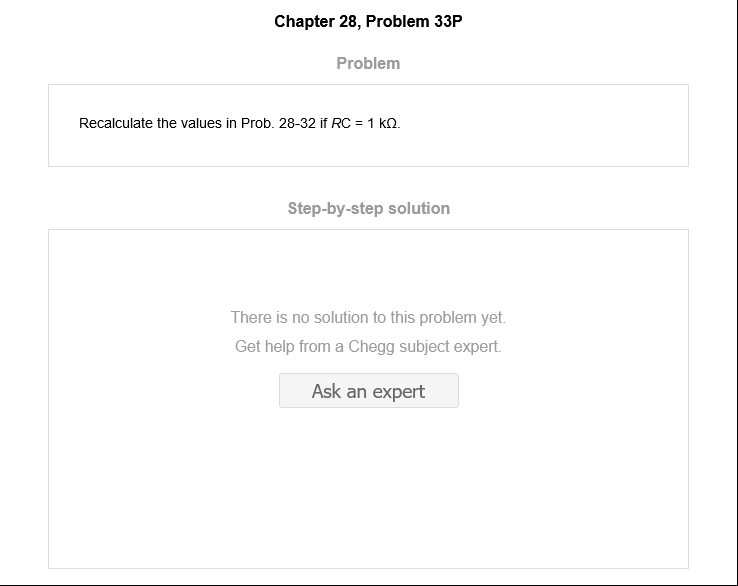 Chapter 28, Problem 33P
Problem
Recalculate the values in Prob. 28-32 if RC = 1 kΩ.
Step-by-step solution
There is no solution to this problem yet.
Get help from a Chegg subject expert.
Ask an expert